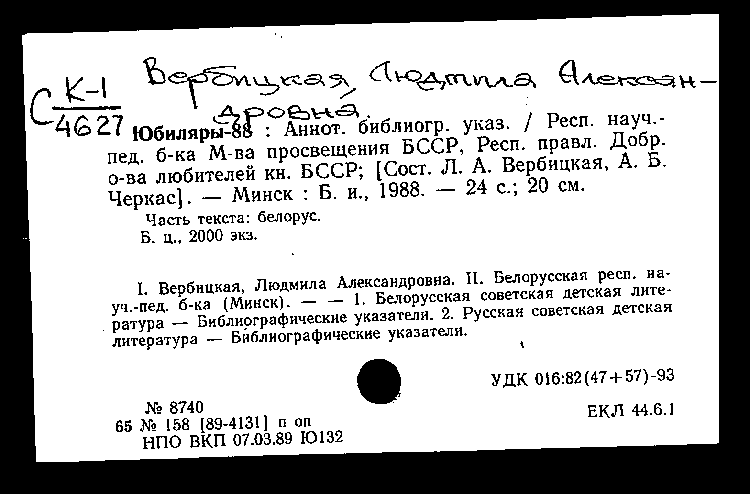 Вербицкая, Людмила Александровна.
С К-1
4627
Юбиляры-88 : Аннот. библиогр. указ. / Респ. науч.-
пед. б-ка М-ва просвещения БССР, Респ. правл. Добр.
о-ва любителей кн. БССР; [Сост. Л. А. Вербицкая, А. Б.
Черкас]. — Минск : Б. и., 1988. — 24 с.; 20 см.
Часть текста: белорус.
Б. ц., 2000 экз.
I. Вербицкая, Людмила Александровна. II. Белорусская респ. на-
уч.-пед. б-ка (Минск). — — 1. Белорусская советская детская лите-
ратура — Библиографические указатели. 2. Русская советская детская
литература — Библиографические указатели.
УДК 016:82(47+57)-93
№ 8740
65 № 158 [89-4131] п оп
НПО ВКП 07.03.89 Ю132
ЕКЛ 44.6.1